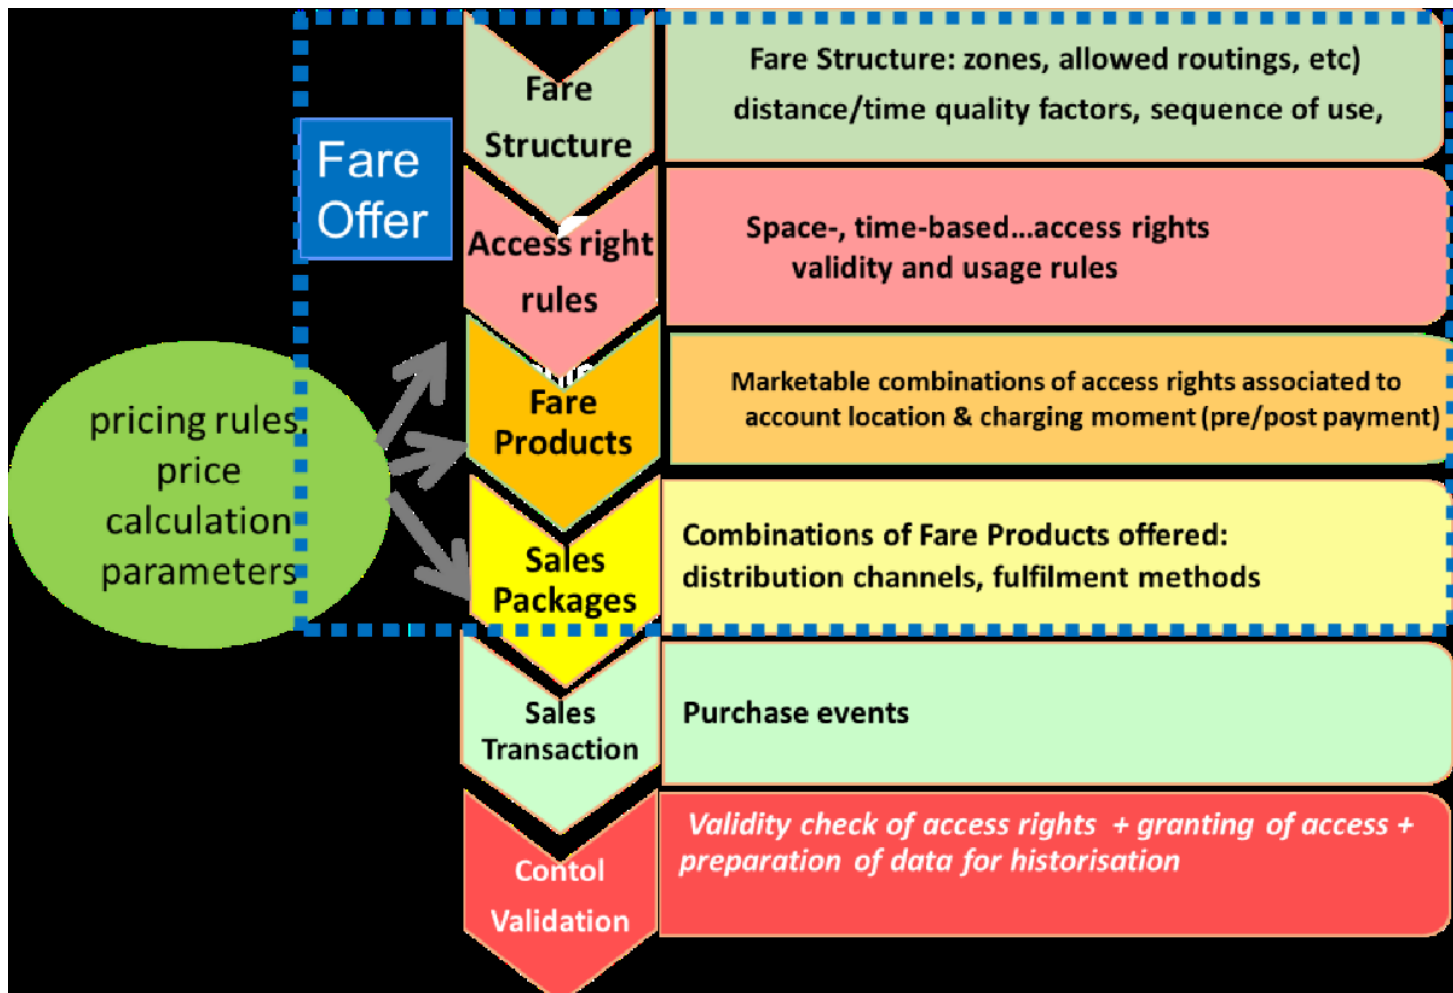 Fare
Structure
Fare Structure: zones, allowed routings, etc)
distance/time quality factors, sequence of use,
Fare
Offer
Access right
rules
Space-, time-based...access rights
validity and usage rules
pricing rules,
price
calculation
parameters
Fare
Products
Marketable combinations of access rights associated to
account location & charging moment (pre/post payment)
Sales
Packages
Combinations of Fare Products offered:
distribution channels, fulfilment methods
Sales
Transaction
Purchase events
Contol
Validation
Validity check of access rights + granting of access +
preparation of data for historisation